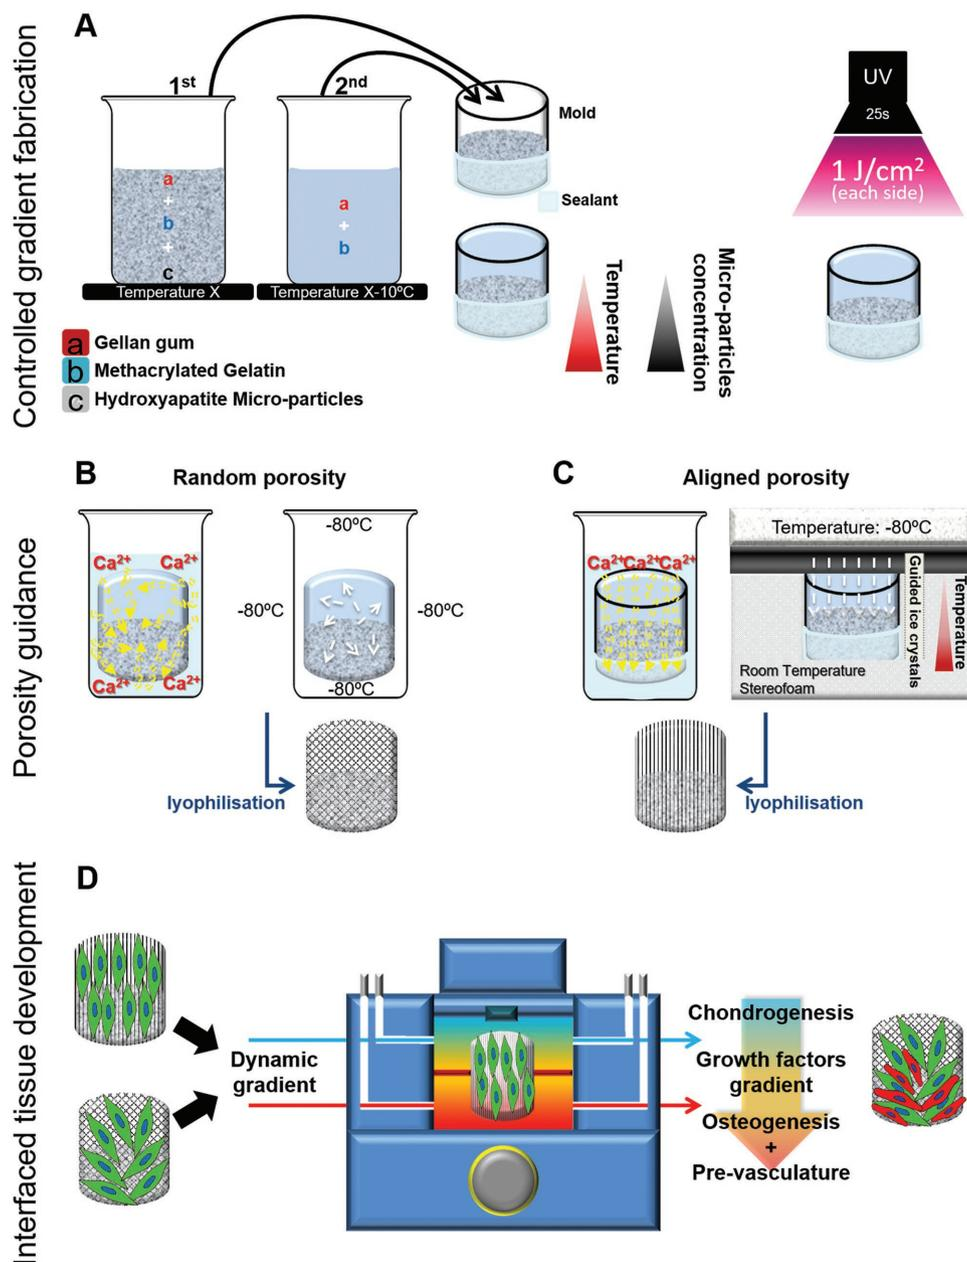 Controlled gradient fabrication
A
1st
2nd
a
+
b
+
c
Temperature X
a
+
b
Temperature X-10ºC
Mold
Sealant
Temperature
Micro-particles
concentration
UV
25s
1 J/cm2
(each side)
a Gellan gum
b Methacrylated Gelatin
c Hydroxyapatite Micro-particles
Porosity guidance
B
Random porosity
Ca2+ Ca2+
Ca2+ Ca2+
-80ºC
-80ºC -80ºC
-80ºC
lyophilisation
C
Aligned porosity
Ca2+Ca2+Ca2+
Temperature: -80ºC
Guided ice crystals
Temperature
Room Temperature
Stereofoam
lyophilisation
Interfaced tissue development
D
Dynamic
gradient
Chondrogenesis
Growth factors
gradient
Osteogenesis
+
Pre-vasculature